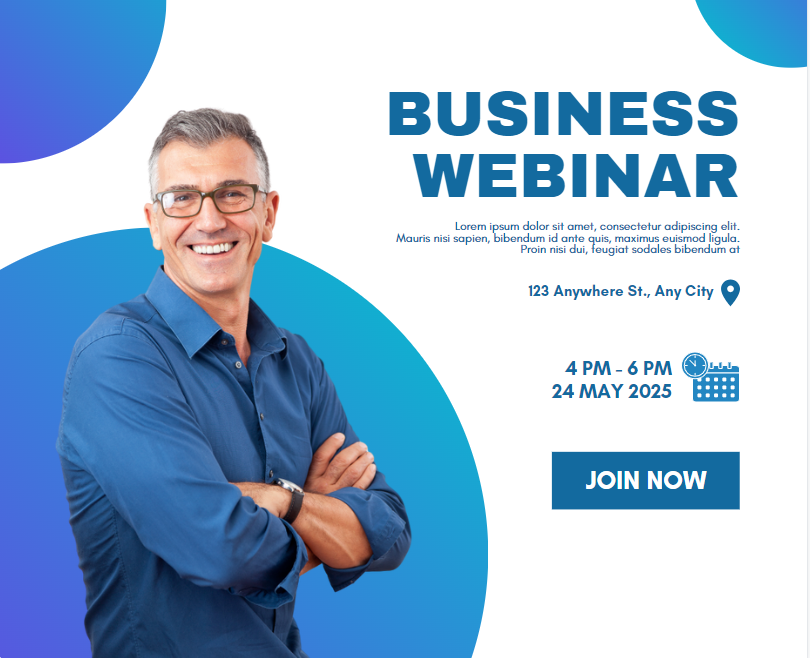 BUSINESS
WEBINAR
Lorem ipsum dolor sit amet, consectetur adipiscing elit.
Mauris nisi sapien, bibendum id ante quis, maximus euismod ligula.
Proin nisi dui, feugiat sodales bibendum at
123 Anywhere St., Any City
4 PM - 6 PM
24 MAY 2025
JOIN NOW